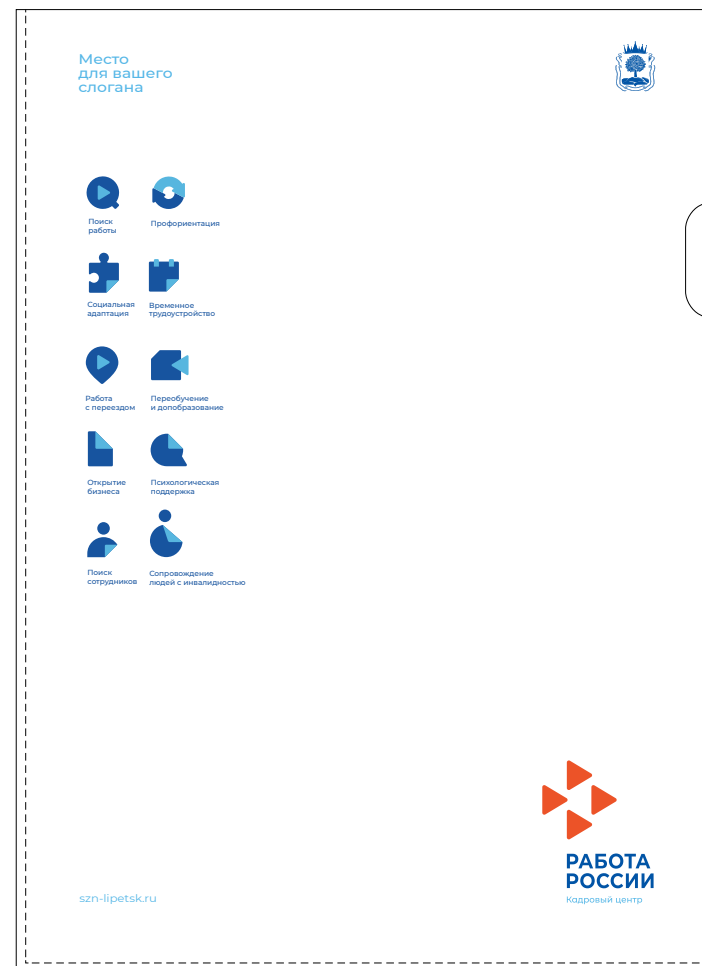 Место
для вашего
слогана
Поиск
работы
Профориентация
Социальная
адаптация
Временное
трудоустройство
Работа
с переездом
Переобучение
и допобразование
Открытие
бизнеса
Психологическая
поддержка
Поиск
сотрудников
Сопровождение
людей с инвалидностью
РАБОТА
РОССИИ
Кадровый центр
szn-lipetsk.ru